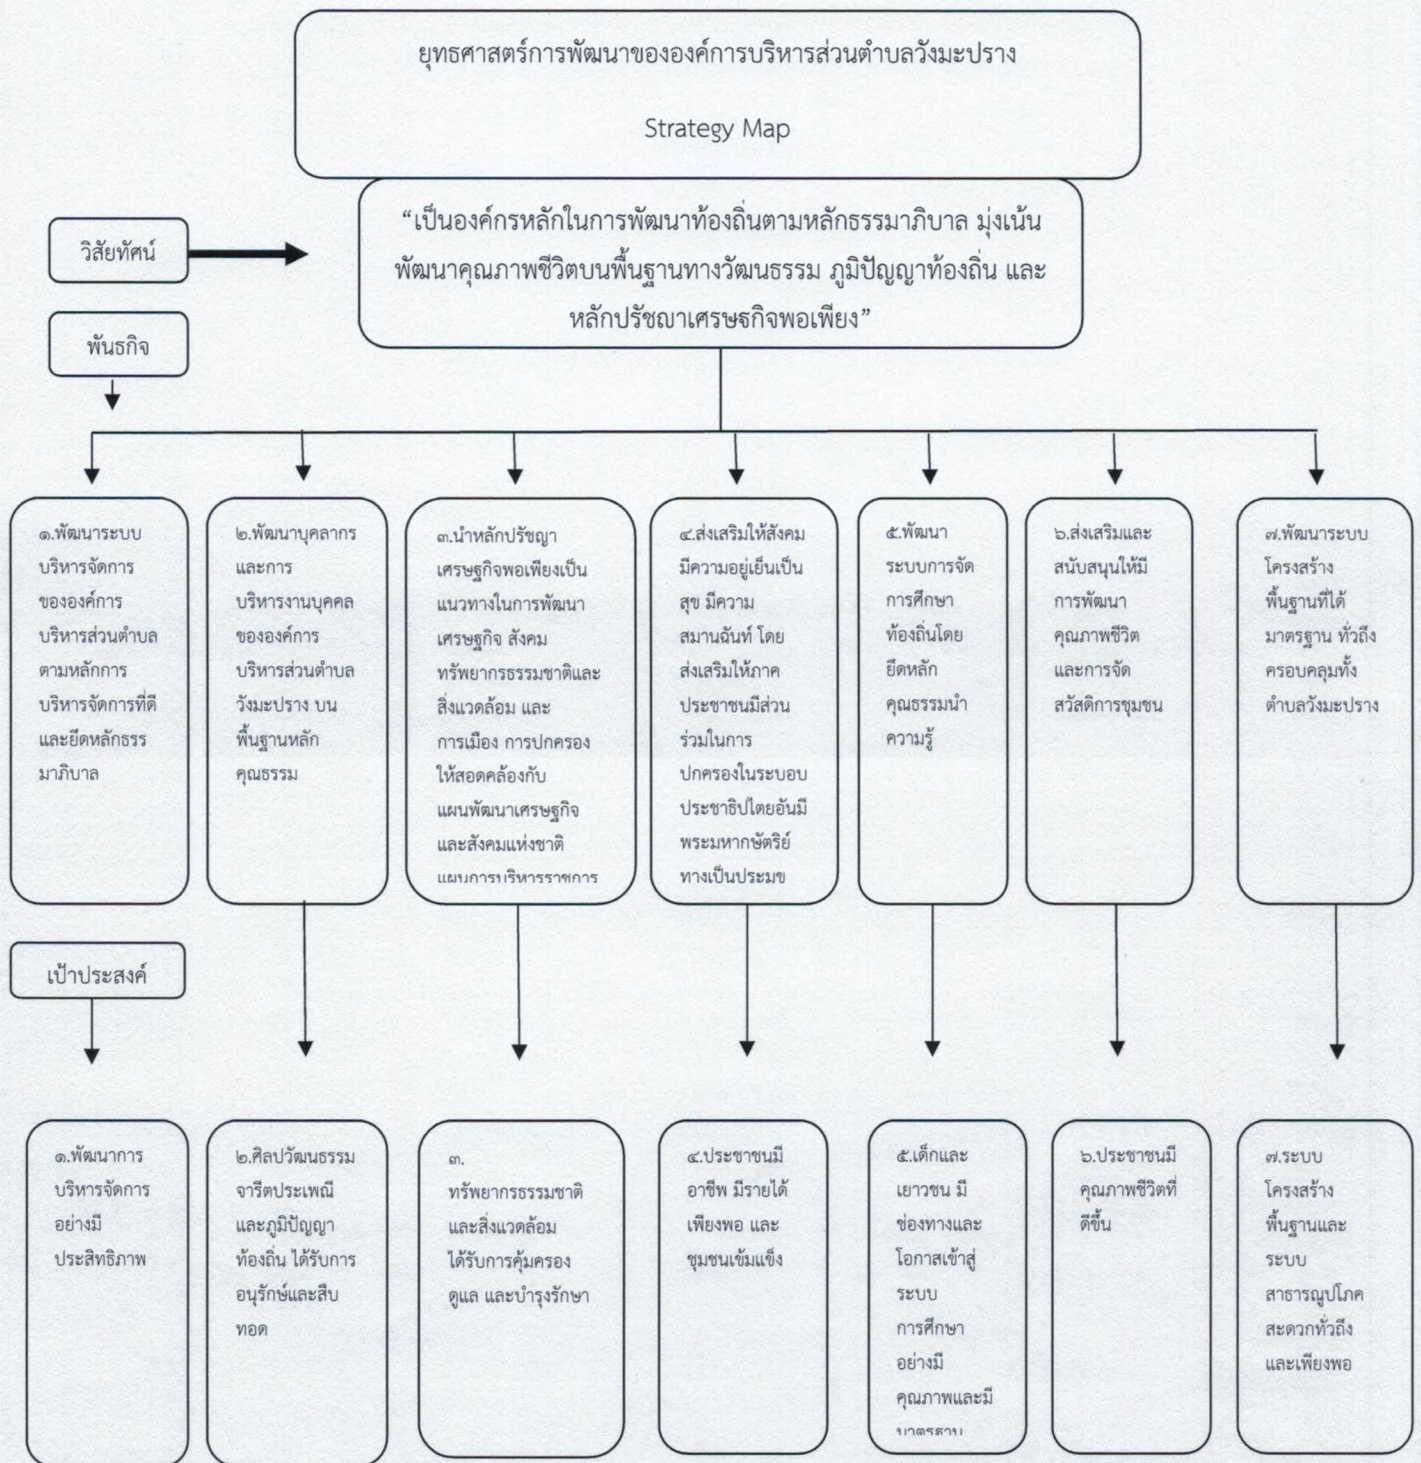 ยุทธศาสตร์การพัฒนาขององค์การบริหารส่วนตำบลวังมะปราง
Strategy Map
วิสัยทัศน์
“เป็นองค์กรหลักในการพัฒนาท้องถิ่นตามหลักธรรมาภิบาล มุ่งเน้น
พัฒนาคุณภาพชีวิตบนพื้นฐานทางวัฒนธรรม ภูมิปัญญาท้องถิ่น และ
หลักปรัชญาเศรษฐกิจพอเพียง”
พันธกิจ
๑.พัฒนาระบบ
บริหารจัดการ
ขององค์การ
บริหารส่วนตำบล
ตามหลักการ
บริหารจัดการที่ดี
และยึดหลักธรร
มาภิบาล
๒.พัฒนาบุคลากร
และการ
บริหารงานบุคคล
ขององค์การ
บริหารส่วนตำบล
วังมะปราง บน
พื้นฐานหลัก
คุณธรรม
๓.นำหลักปรัชญา
เศรษฐกิจพอเพียงเป็น
แนวทางในการพัฒนา
เศรษฐกิจ สังคม
ทรัพยากรธรรมชาติและ
สิ่งแวดล้อม และ
การเมือง การปกครอง
ให้สอดคล้องกับ
แผนพัฒนาเศรษฐกิจ
และสังคมแห่งชาติ
แผนการบริหารราชการ
๔.ส่งเสริมให้สังคม
มีความอยู่เย็นเป็น
สุข มีความ
สมานฉันท์ โดย
ส่งเสริมให้ภาค
ประชาชนมีส่วน
ร่วมในการ
ปกครองในระบอบ
ประชาธิปไตยอันมี
พระมหากษัตริย์
ทางเป็นประมุข
๕.พัฒนา
ระบบการจัด
การศึกษา
ท้องถิ่นโดย
ยึดหลัก
คุณธรรมนำ
ความรู้
๖.ส่งเสริมและ
สนับสนุนให้มี
การพัฒนา
คุณภาพชีวิต
และการจัด
สวัสดิการชุมชน
๗.พัฒนาระบบ
โครงสร้าง
พื้นฐานที่ได้
มาตรฐาน ทั่วถึง
ครอบคลุมทั้ง
ตำบลวังมะปราง
เป้าประสงค์
๑.พัฒนาการ
บริหารจัดการ
อย่างมี
ประสิทธิภาพ
๒.ศิลปวัฒนธรรม
จารีตประเพณี
และภูมิปัญญา
ท้องถิ่น ได้รับการ
อนุรักษ์และสืบ
ทอด
๓.
ทรัพยากรธรรมชาติ
และสิ่งแวดล้อม
ได้รับการคุ้มครอง
ดูแล และบำรุงรักษา
๔.ประชาชนมี
อาชีพ มีรายได้
เพียงพอ และ
ชุมชนเข้มแข็ง
๕.เด็กและ
เยาวชน มี
ช่องทางและ
โอกาสเข้าสู่
ระบบ
การศึกษา
อย่างมี
คุณภาพและมี
มาตรฐาน
๖.ประชาชนมี
คุณภาพชีวิตที่
ดีขึ้น
๗.ระบบ
โครงสร้าง
พื้นฐานและ
ระบบ
สาธารณูปโภค
สะดวกทั่วถึง
และเพียงพอ